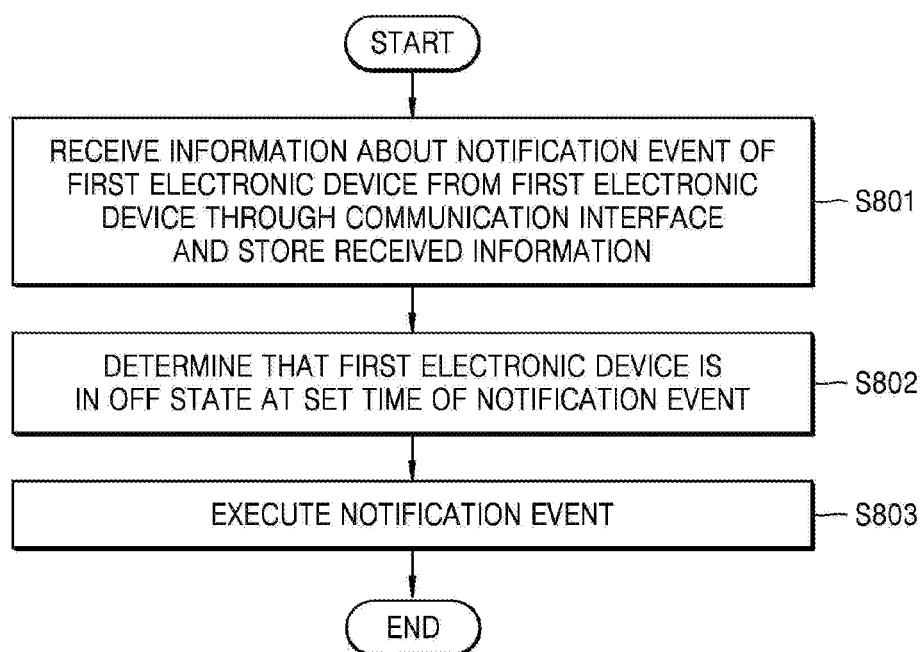 START
RECEIVE INFORMATION ABOUT NOTIFICATION EVENT OF
FIRST ELECTRONIC DEVICE FROM FIRST ELECTRONIC
DEVICE THROUGH COMMUNICATION INTERFACE
AND STORE RECEIVED INFORMATION
S801
DETERMINE THAT FIRST ELECTRONIC DEVICE IS
IN OFF STATE AT SET TIME OF NOTIFICATION EVENT
S802
EXECUTE NOTIFICATION EVENT
S803
END